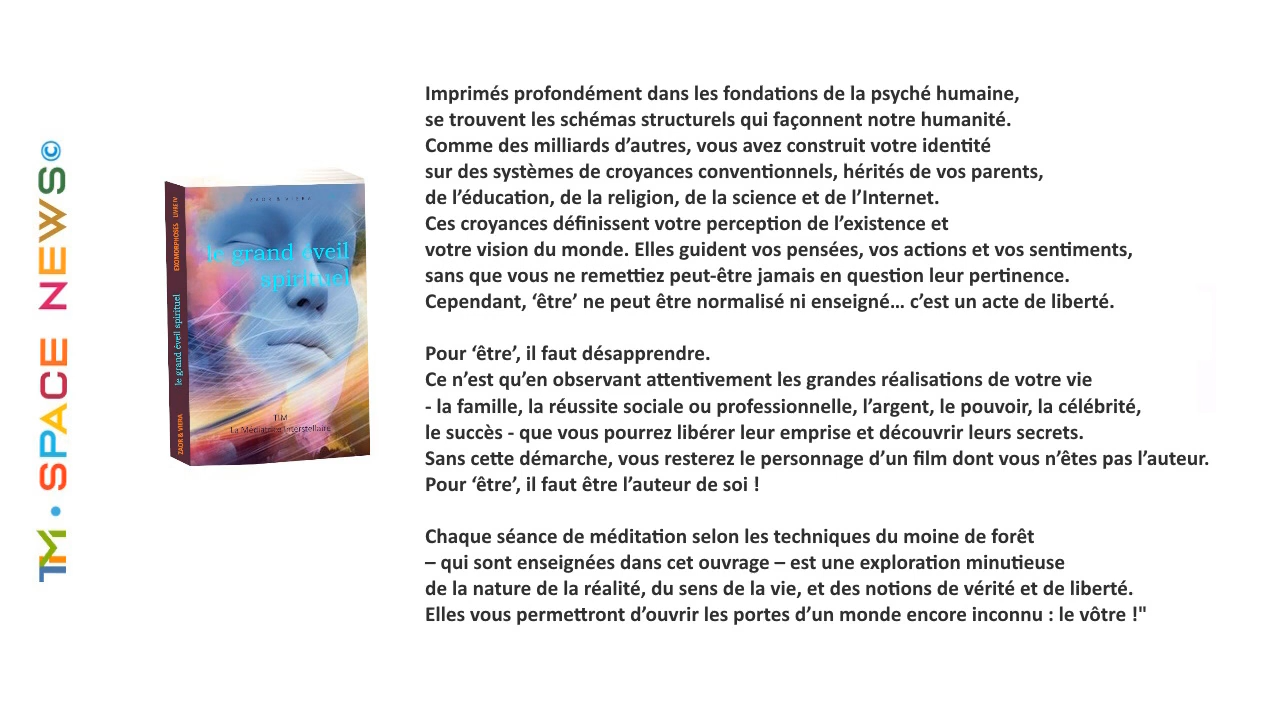 TM • SPACE NEWS©
ZAOR & VIERA
le grand éveil
spirituel
TIM
La Médiatrice Interstellaire
ZAOR & VIERA le grand éveil spirituel EXOMORPHOSES LIVRE IV
Imprimés profondément dans les fondations de la psyché humaine,
se trouvent les schémas structurels qui façonnent notre humanité.
Comme des milliards d’autres, vous avez construit votre identité
sur des systèmes de croyances conventionnels, hérités de vos parents,
de l’éducation, de la religion, de la science et de l’Internet.
Ces croyances définissent votre perception de l’existence et
votre vision du monde. Elles guident vos pensées, vos actions et vos sentiments,
sans que vous ne remettiez peut-être jamais en question leur pertinence.
Cependant, ‘être’ ne peut être normalisé ni enseigné… c’est un acte de liberté.
Pour ‘être’, il faut désapprendre.
Ce n’est qu’en observant attentivement les grandes réalisations de votre vie
- la famille, la réussite sociale ou professionnelle, l’argent, le pouvoir, la célébrité,
le succès - que vous pourrez libérer leur emprise et découvrir leurs secrets.
Sans cette démarche, vous resterez le personnage d’un film dont vous n’êtes pas l’auteur.
Pour ‘être’, il faut être l’auteur de soi !
Chaque séance de méditation selon les techniques du moine de forêt
– qui sont enseignées dans cet ouvrage – est une exploration minutieuse
de la nature de la réalité, du sens de la vie, et des notions de vérité et de liberté.
Elles vous permettront d’ouvrir les portes d’un monde encore inconnu : le vôtre !"